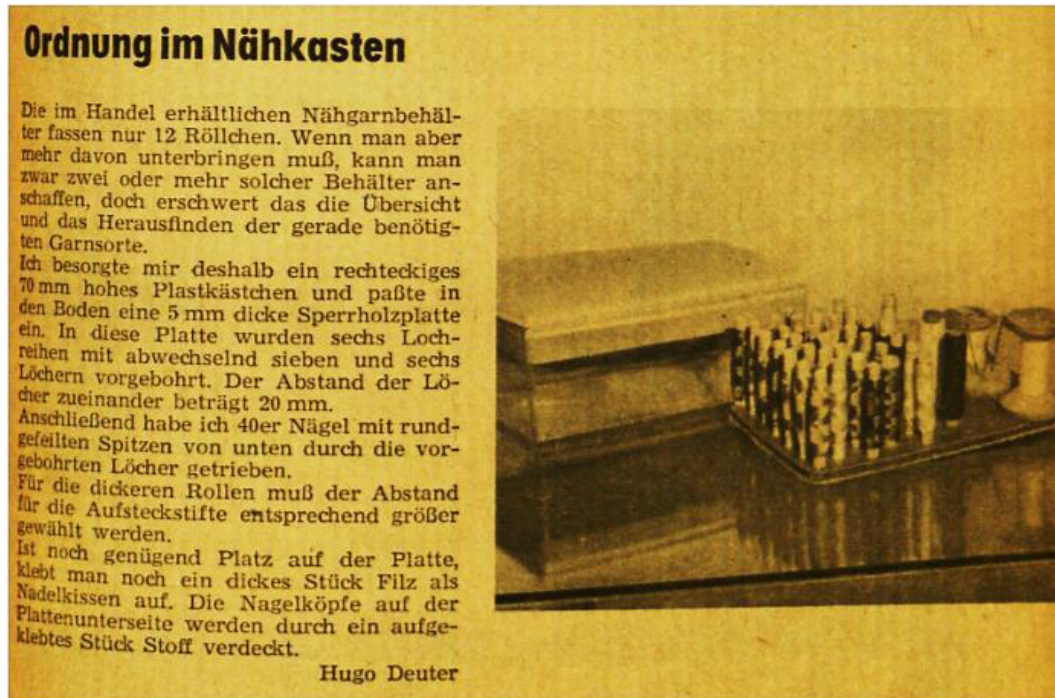 Ordnung im Nähkasten
Die im Handel erhältlichen Nähgarnbehäl-
ter fassen nur 12 Röllchen. Wenn man aber
mehr davon unterbringen muß, kann man
zwar zwei oder mehr solcher Behälter an-
schaffen, doch erschwert das die Übersicht
und das Herausfinden der gerade benötig-
ten Garnsorte.
Ich besorgte mir deshalb ein rechteckiges
70 mm hohes Plastkästchen und paßte in
den Boden eine 5 mm dicke Sperrholzplatte
ein. In diese Platte wurden sechs Loch-
reihen mit abwechselnd sieben und sechs
Löchern vorgebohrt. Der Abstand der Lö-
cher zueinander beträgt 20 mm.
Anschließend habe ich 40er Nägel mit rund-
gefeilten Spitzen von unten durch die vor-
gebohrten Löcher getrieben.
Für die dickeren Rollen muß der Abstand
für die Aufsteckstifte entsprechend größer
gewählt werden.
Ist noch genügend Platz auf der Platte,
klebt man noch ein dickes Stück Filz als
Nadelkissen auf. Die Nagelköpfe auf der
Plattenunterseite werden durch ein aufge-
klebtes Stück Stoff verdeckt.
Hugo Deuter